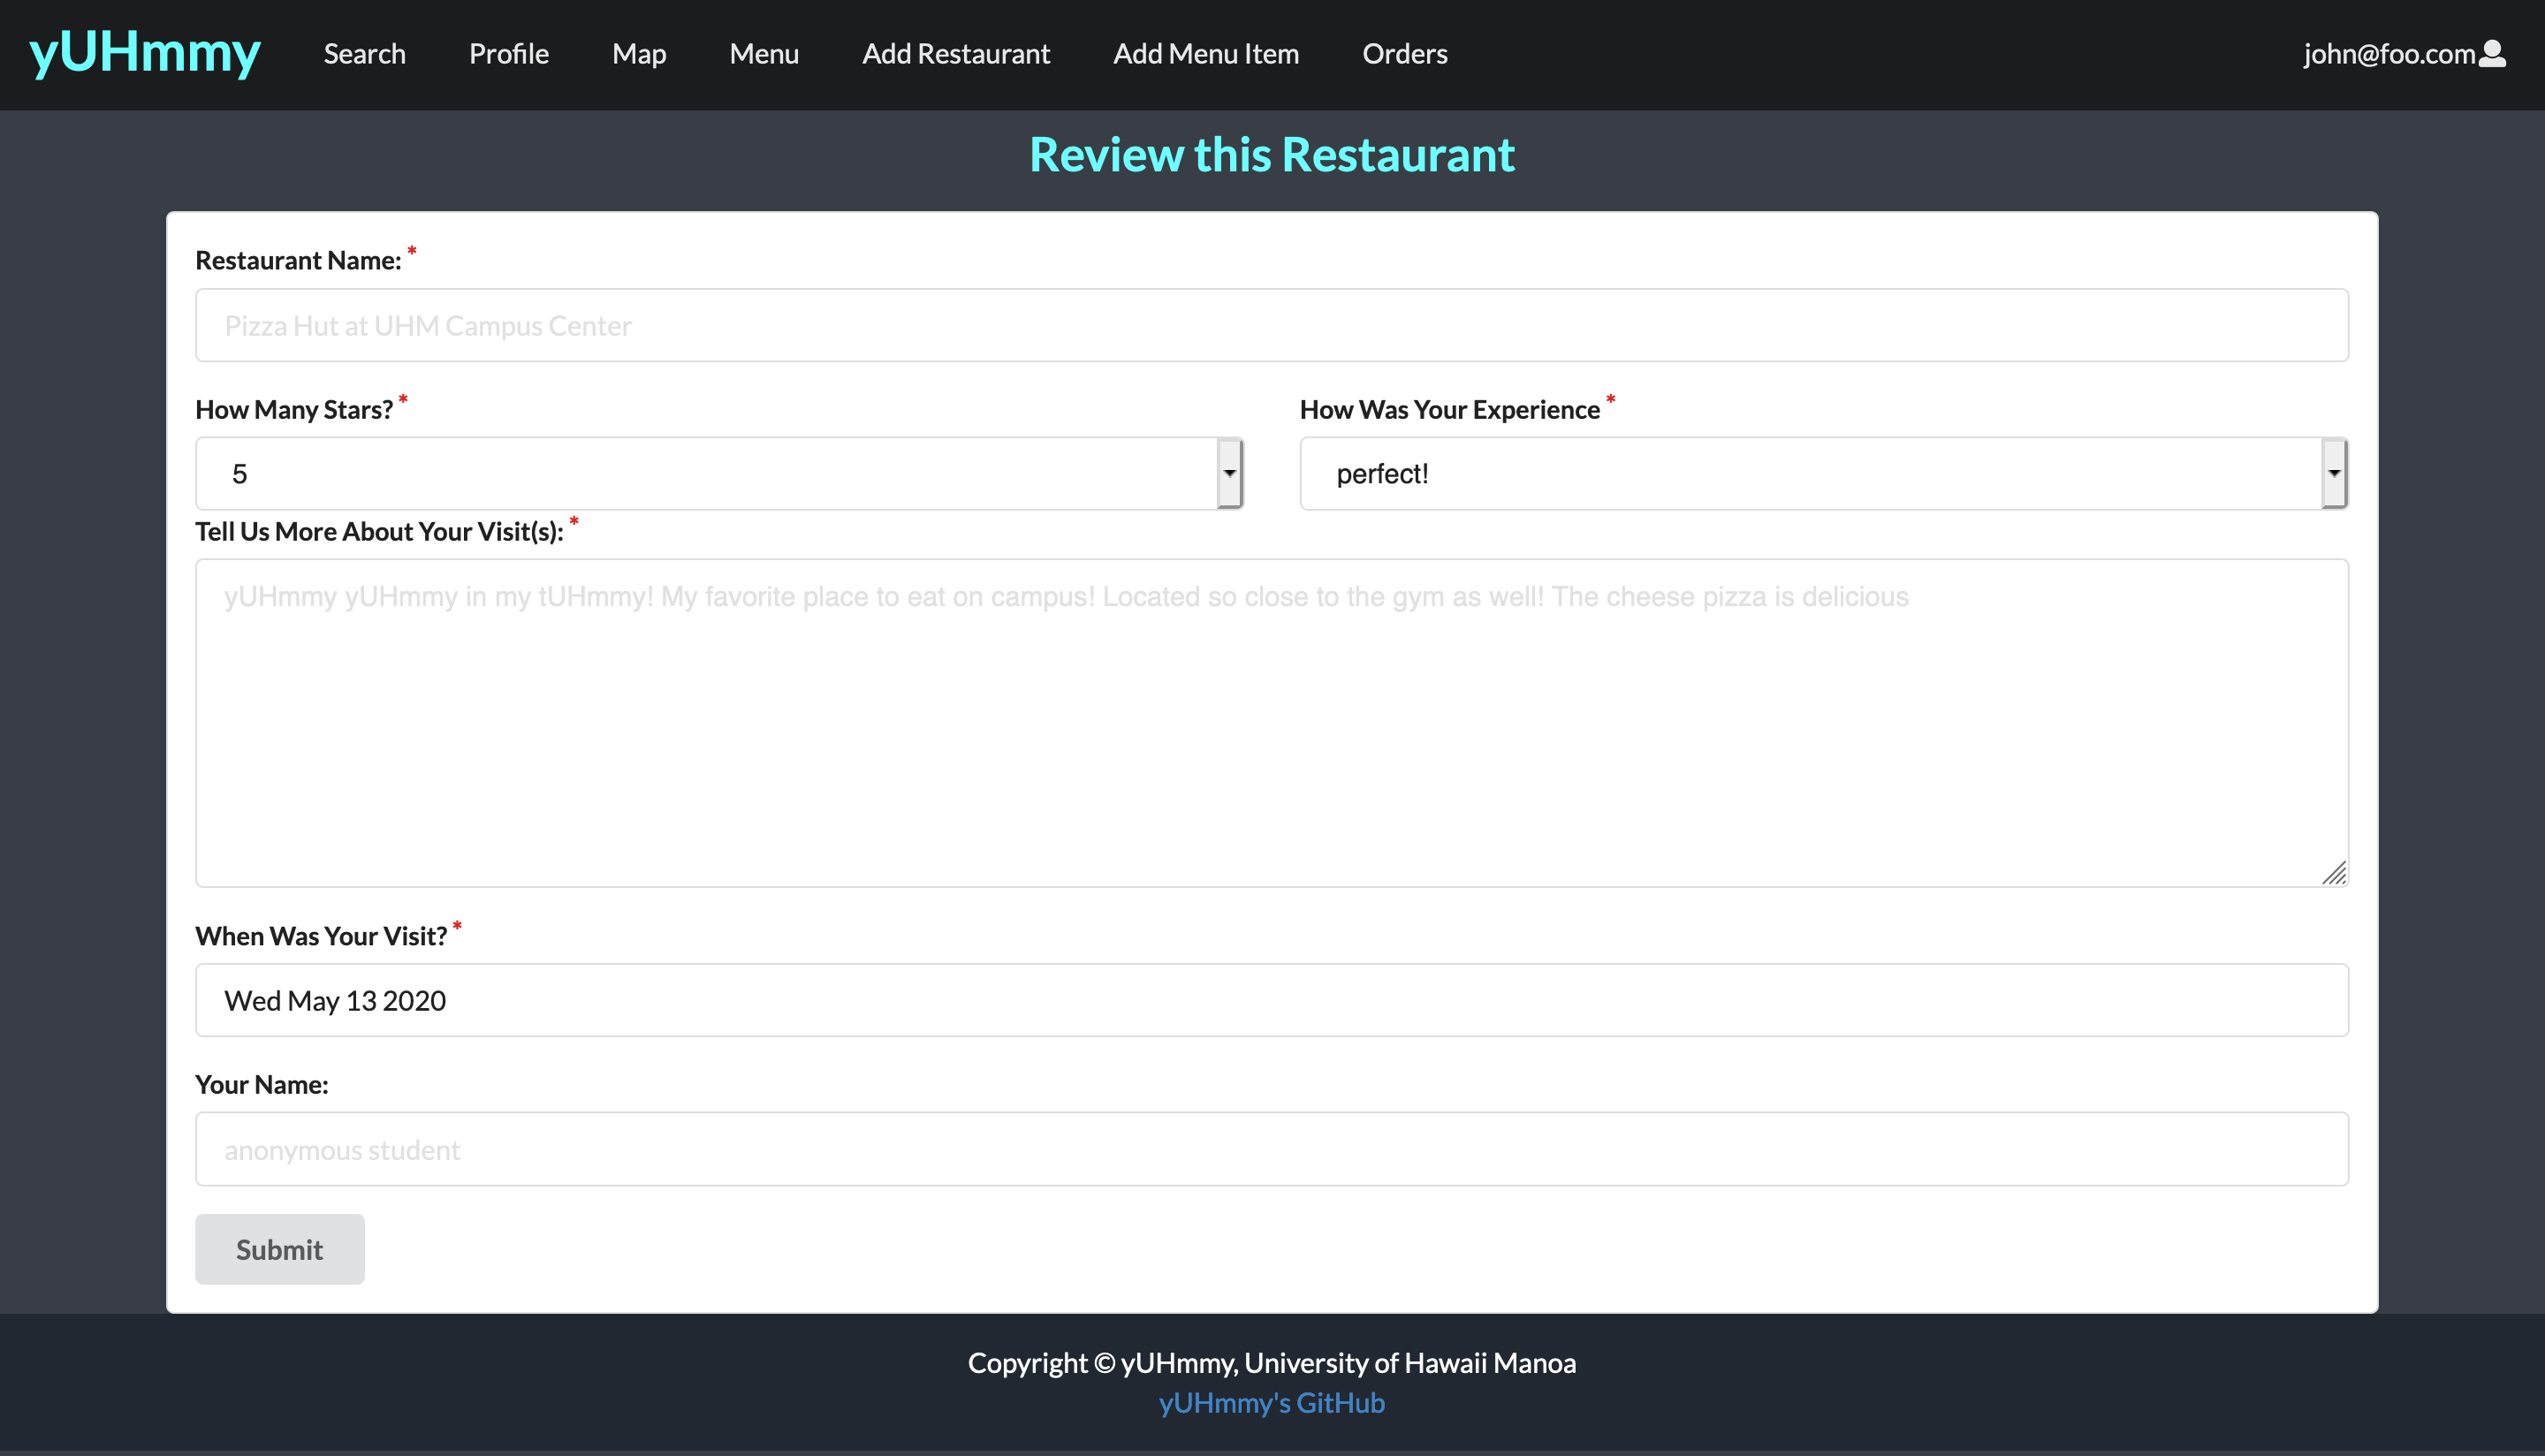 yUHmmy Search Profile Map Menu Add Restaurant Add Menu Item Orders john@foo.com
Review this Restaurant
Restaurant Name: *
Pizza Hut at UHM Campus Center
How Many Stars? * How Was Your Experience *
5 perfect!
Tell Us More About Your Visit(s): *
yUHmmy yUHmmy in my tUHmmy! My favorite place to eat on campus! Located so close to the gym as well! The cheese pizza is delicious
When Was Your Visit? *
Wed May 13 2020
Your Name:
anonymous student
Submit
Copyright © yUHmmy, University of Hawaii Manoa
yUHmmy's GitHub